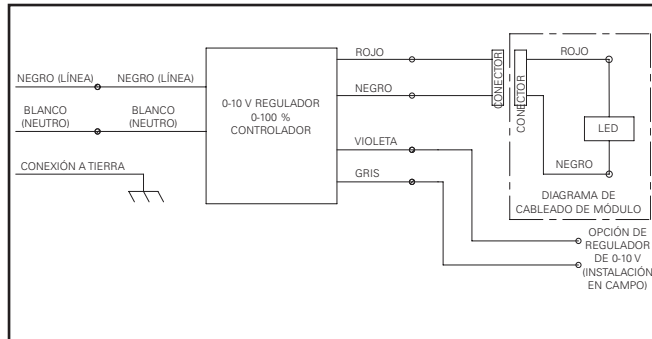 NEGRO (LÍNEA)
NEGRO (LÍNEA)
BLANCO
(NEUTRO)
BLANCO
(NEUTRO)
CONEXIÓN A TIERRA
0-10 V REGULADOR
0-100 %
CONTROLADOR
ROJO
NEGRO
VIOLETA
GRIS
CONECTOR
CONECTOR
ROJO
LED
NEGRO
DIAGRAMA DE
CABLEADO DE MÓDULO
OPCIÓN DE
REGULADOR
DE 0-10 V
(INSTALACIÓN
EN CAMPO)